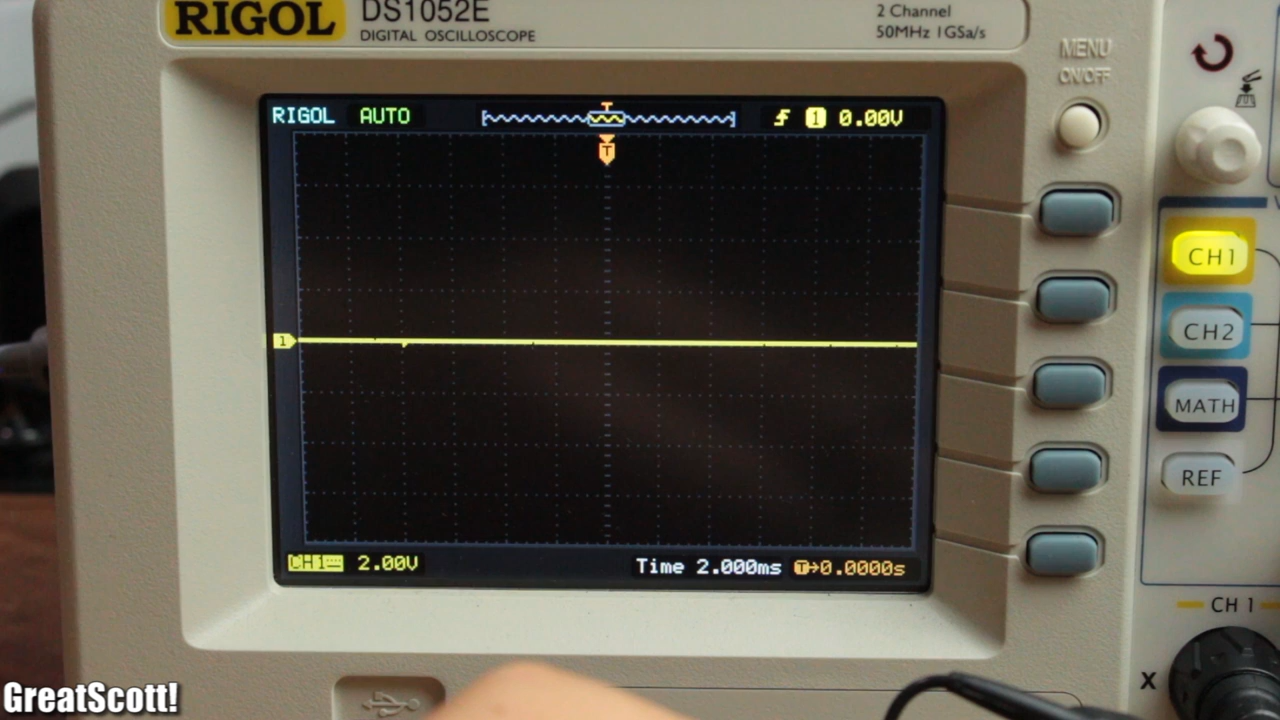 RIGOL DS1052E
DIGITAL OSCILLOSCOPE
2 Channel
50MHz 1GSa/s
MENU
ON/OFF
RIGOL AUTO T 1 0.00V
T
1
CH1 2.00V Time 2.000ms T→0.0000s
CH1
CH2
MATH
REF
CH 1
X
GreatScott!